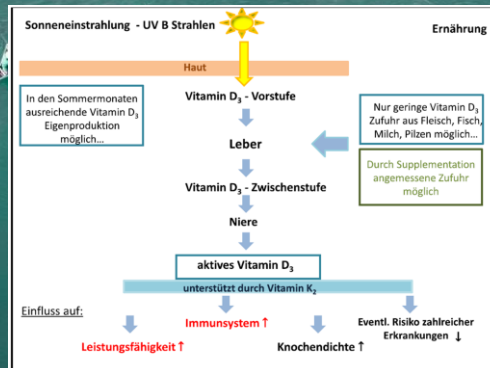 Sonneneinstrahlung - UV B Strahlen
Ernährung
Haut
In den Sommermonaten
ausreichende Vitamin D3
Eigenproduktion
möglich…
Vitamin D3 - Vorstufe
Nur geringe Vitamin D3
Zufuhr aus Fleisch, Fisch,
Milch, Pilzen möglich…
Leber
Durch Supplementation
angemessene Zufuhr
möglich
Vitamin D3 - Zwischenstufe
Niere
aktives Vitamin D3
unterstützt durch Vitamin K2
Einfluss auf:
Immunsystem ↑
Leistungsfähigkeit ↑
Knochendichte ↑
Eventl. Risiko zahlreicher
Erkrankungen ↓